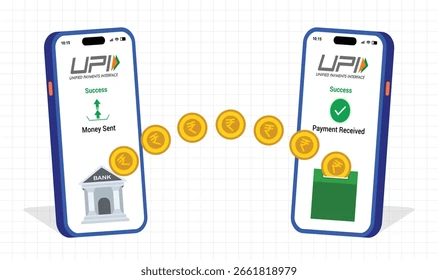 10:15
UPI
UNIFIED PAYMENTS INTERFACE
Success
Money Sent
BANK
10:15
UPI
UNIFIED PAYMENTS INTERFACE
Success
Payment Received
₹ ₹ ₹ ₹ ₹ ₹ ₹
shutterstock.com · 2661818979